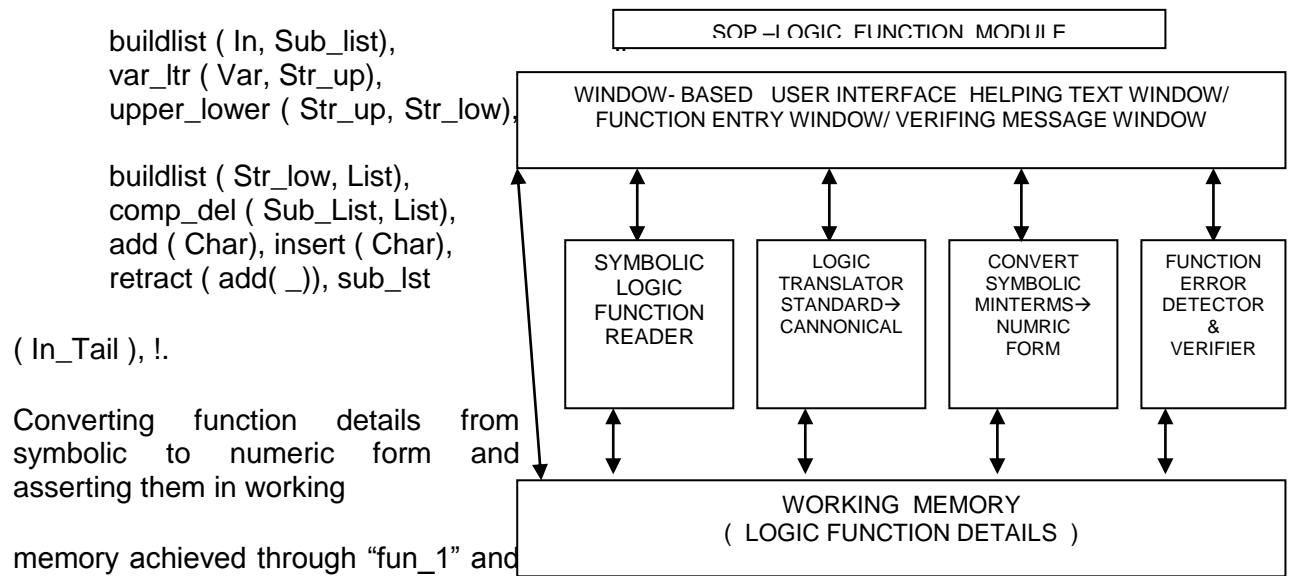 buildlist ( In, Sub_list),
var_ltr ( Var, Str_up),
upper_lower ( Str_up, Str_low),
buildlist ( Str_low, List),
comp_del ( Sub_List, List),
add ( Char), insert ( Char),
retract ( add( _)), sub_lst
( In_Tail ), !.
Converting function details from
symbolic to numeric form and
asserting them in working
memory achieved through “fun_1” and
SOP –LOGIC FUNCTION MODULE
WINDOW- BASED USER INTERFACE HELPING TEXT WINDOW/
FUNCTION ENTRY WINDOW/ VERIFING MESSAGE WINDOW
SYMBOLIC
LOGIC
FUNCTION
READER
LOGIC
TRANSLATOR
STANDARD→
CANNONICAL
CONVERT
SYMBOLIC
MINTERMS→
NUMRIC
FORM
FUNCTION
ERROR
DETECTOR
&
VERIFIER
WORKING MEMORY
( LOGIC FUNCTION DETAILS )